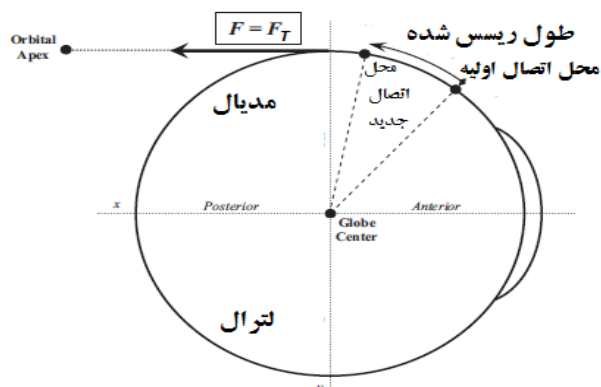 F = F_T
Orbital
Apex
طول ریسس شده
محل اتصال اولیه
محل
اتصال
جدید
مدیال
x
Posterior
Anterior
Globe
Center
لترال